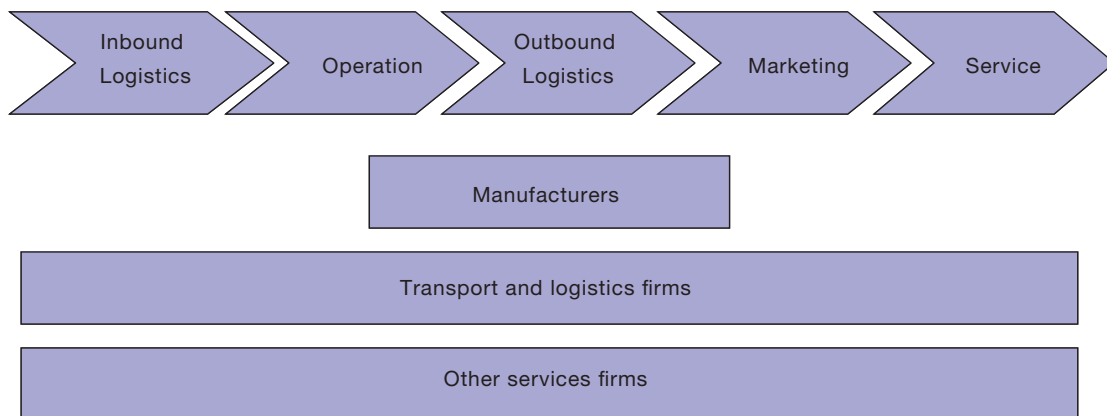 Inbound
Logistics
Operation
Outbound
Logistics
Marketing
Service
Manufacturers
Transport and logistics firms
Other services firms